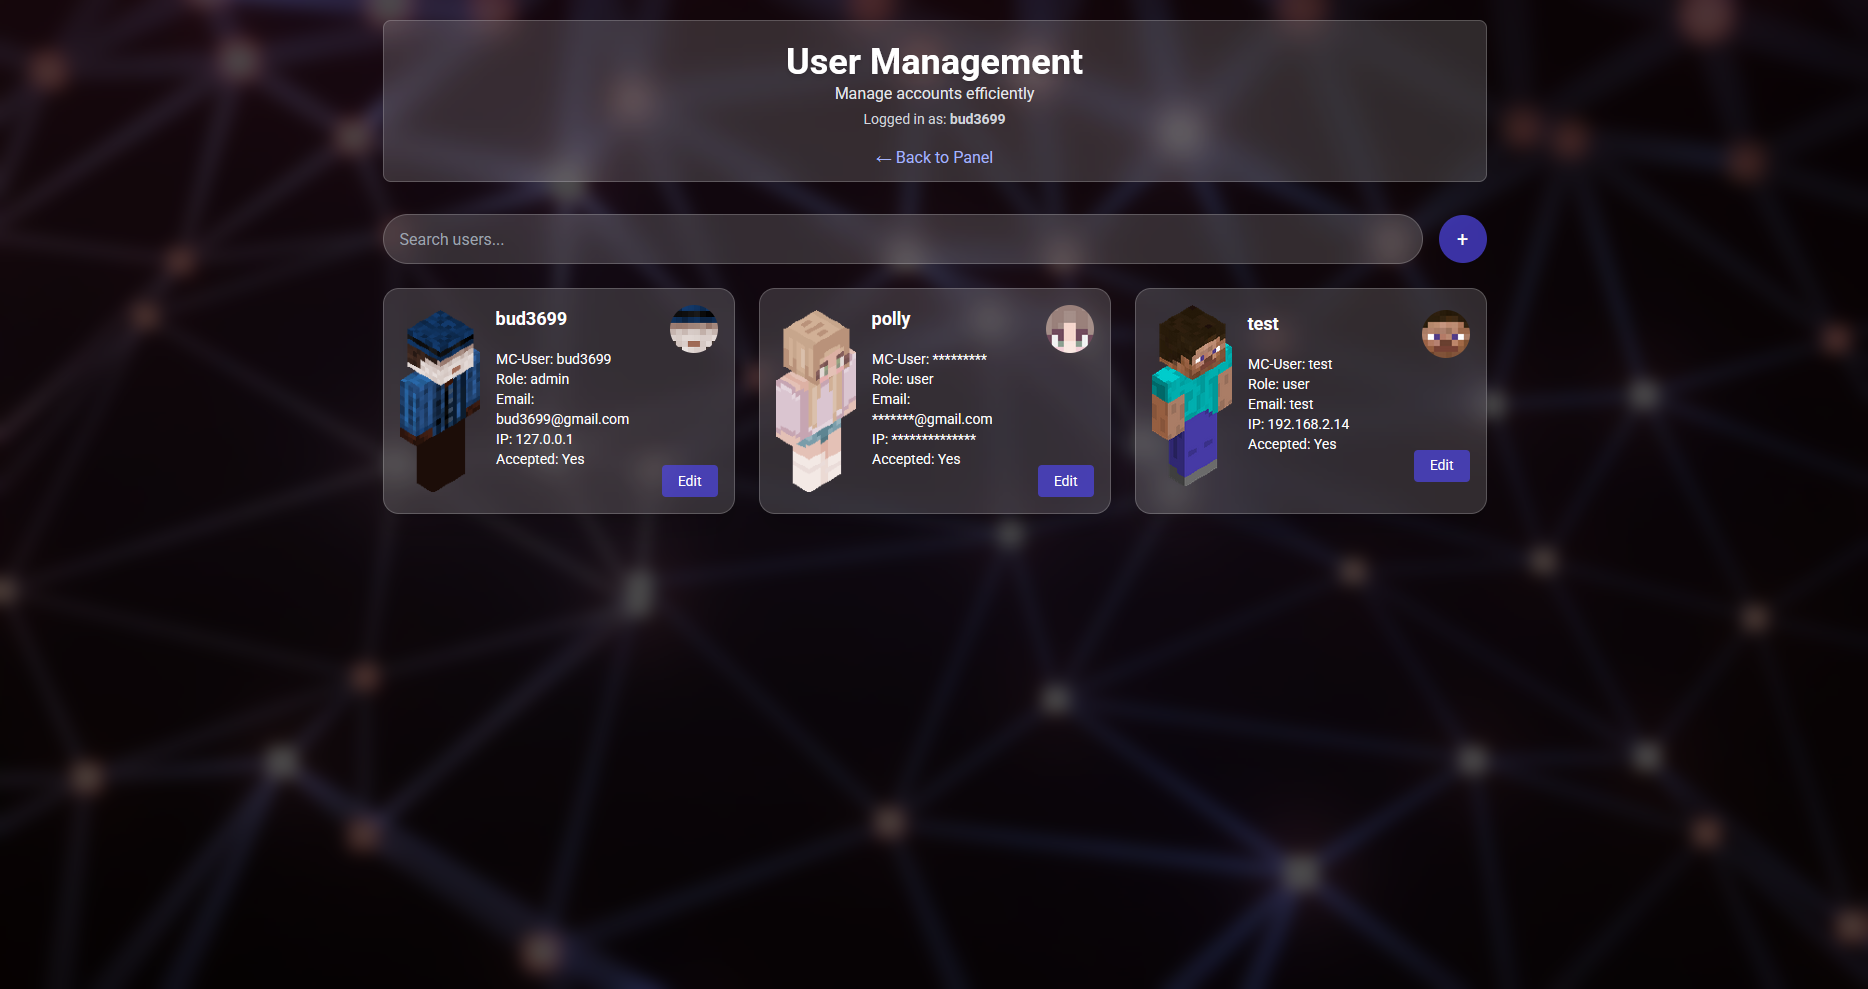 User Management
Manage accounts efficiently
Logged in as: bud3699
← Back to Panel
Search users...
+
bud3699
MC-User: bud3699
Role: admin
Email:
bud3699@gmail.com
IP: 127.0.0.1
Accepted: Yes
Edit
polly
MC-User: *********
Role: user
Email:
*******@gmail.com
IP: **************
Accepted: Yes
Edit
test
MC-User: test
Role: user
Email: test
IP: 192.168.2.14
Accepted: Yes
Edit